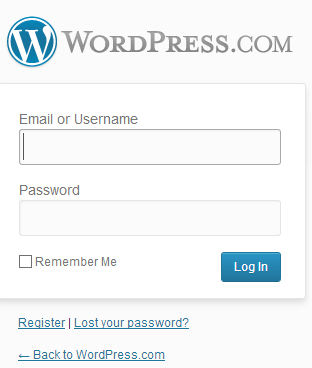 WORDPRESS.COM
Email or Username
Password
Remember Me
Log In
Register | Lost your password?
← Back to WordPress.com